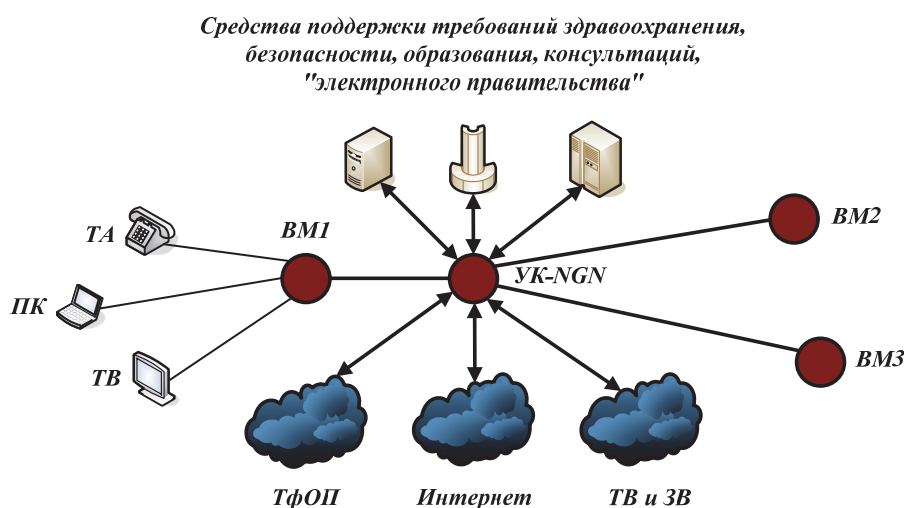 Средства поддержки требований здравоохранения,
безопасности, образования, консультаций,
"электронного правительства"
ТА
ВМ1
ВМ2
УК-NGN
ПК
ТВ
ВМ3
ТфОП
Интернет
ТВ и ЗВ